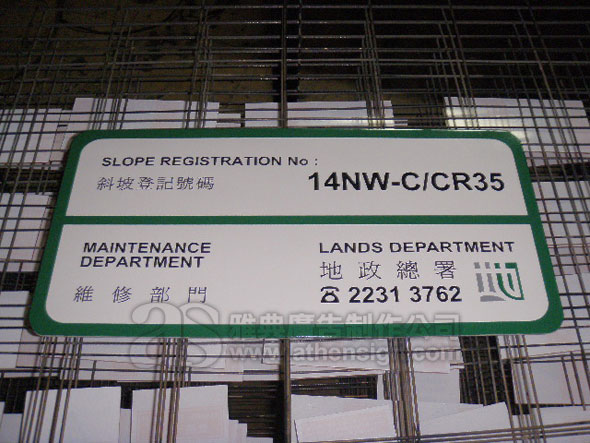 SLOPE REGISTRATION No :
斜坡登記號碼
14NW-C/CR35
MAINTENANCE
DEPARTMENT
維修部門
LANDS DEPARTMENT
地政總署
☎ 2231 3762
雅典廣告制作公司
www.athensign.com